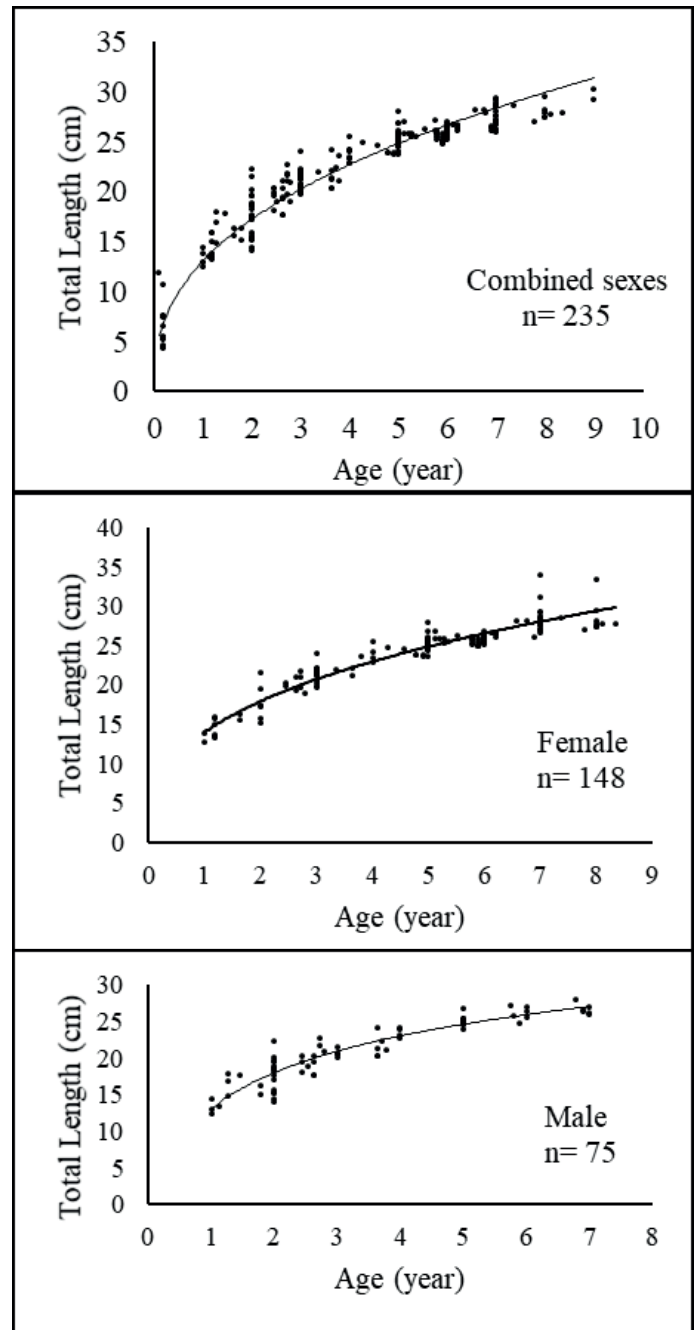 35
30
25
20
15
10
5
0
Total Length (cm)
Combined sexes
n= 235
0 1 2 3 4 5 6 7 8 9 10
Age (year)
40
35
30
25
20
15
10
5
0
Total Length (cm)
Female
n= 148
0 1 2 3 4 5 6 7 8 9
Age (year)
30
25
20
15
10
5
0
Total Length (cm)
Male
n= 75
0 1 2 3 4 5 6 7 8
Age (year)